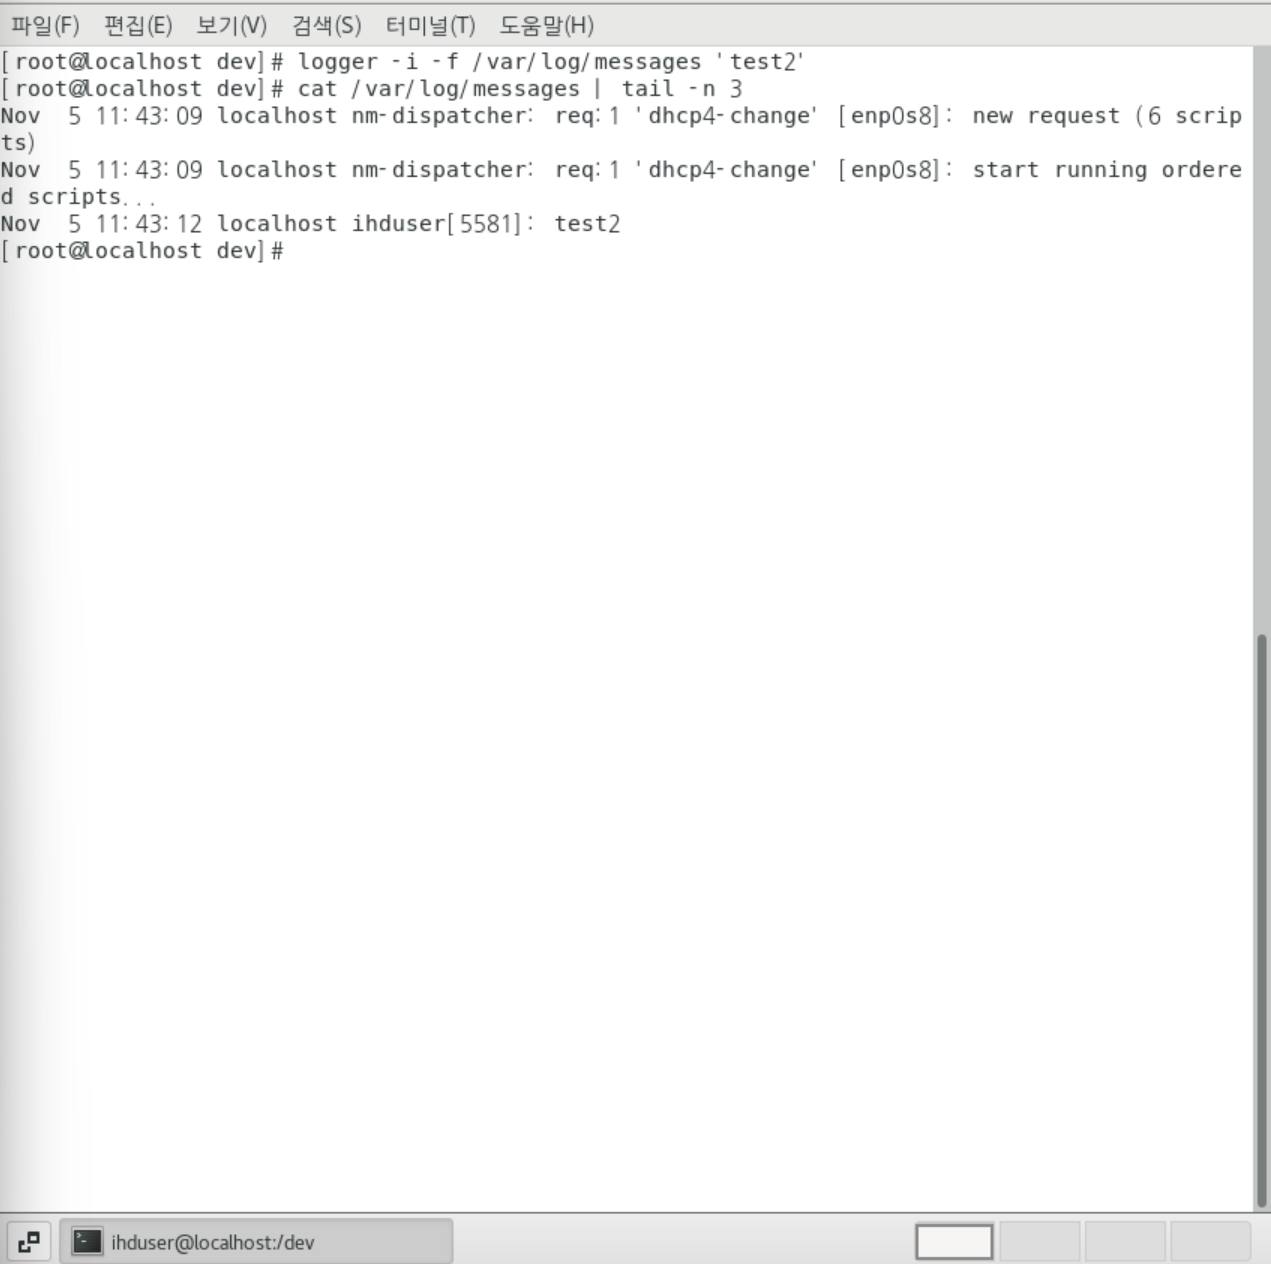 파일(F) 편집(E) 보기(V) 검색(S) 터미널(T) 도움말(H)
[root@localhost dev]# logger -i -f /var/log/messages 'test2'
[root@localhost dev]# cat /var/log/messages | tail -n 3
Nov  5 11:43:09 localhost nm-dispatcher: req:1 'dhcp4-change' [enp0s8]: new request (6 scrip
ts)
Nov  5 11:43:09 localhost nm-dispatcher: req:1 'dhcp4-change' [enp0s8]: start running ordere
d scripts...
Nov  5 11:43:12 localhost ihduser[5581]: test2
[root@localhost dev]#
ihduser@localhost:/dev